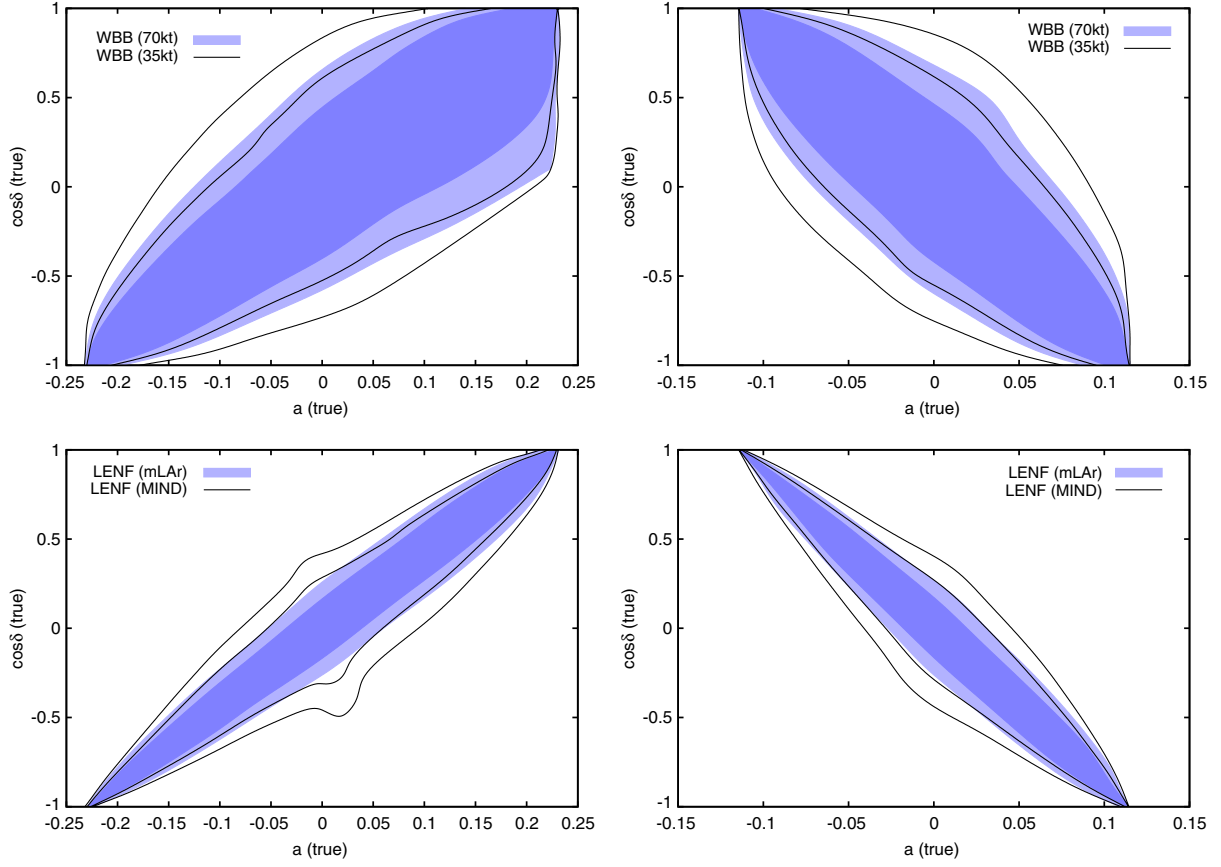 WBB (70kt)
WBB (35kt)
cosδ (true)
1
0.5
0
-0.5
-1
-0.25 -0.2 -0.15 -0.1 -0.05 0 0.05 0.1 0.15 0.2 0.25
a (true)
WBB (70kt)
WBB (35kt)
cosδ (true)
1
0.5
0
-0.5
-1
-0.15 -0.1 -0.05 0 0.05 0.1 0.15
a (true)
LENF (mLAr)
LENF (MIND)
cosδ (true)
1
0.5
0
-0.5
-1
-0.25 -0.2 -0.15 -0.1 -0.05 0 0.05 0.1 0.15 0.2 0.25
a (true)
LENF (mLAr)
LENF (MIND)
cosδ (true)
1
0.5
0
-0.5
-1
-0.15 -0.1 -0.05 0 0.05 0.1 0.15
a (true)